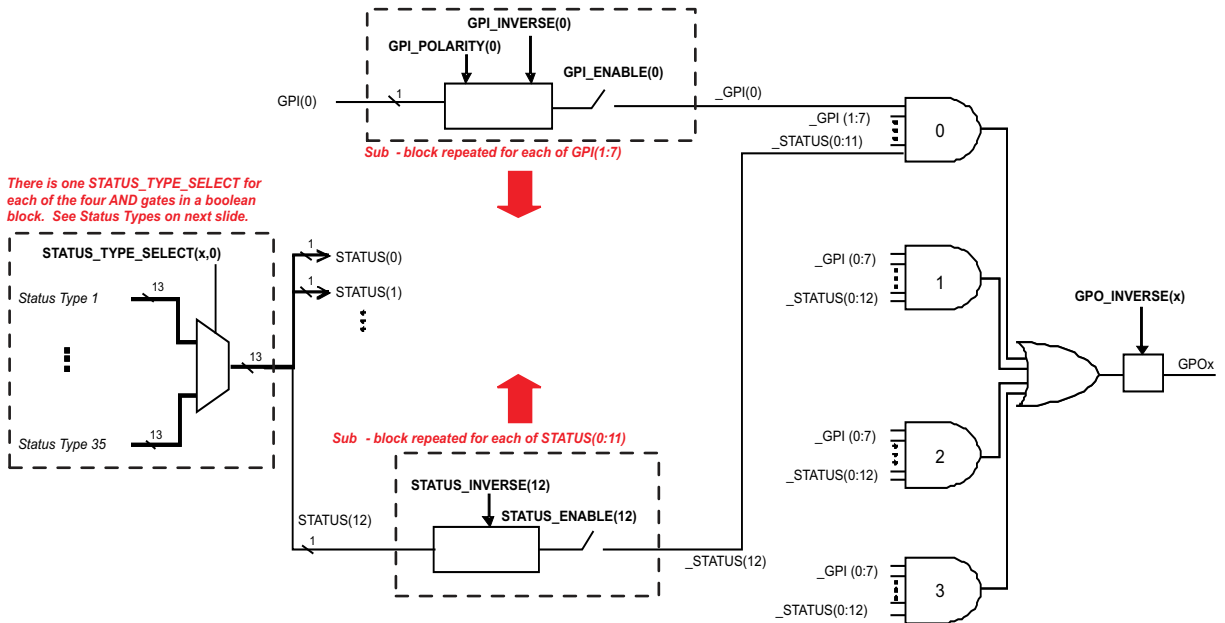 GPI_INVERSE(0)
GPI_POLARITY(0)
GPI_ENABLE(0)
GPI(0)
1
_GPI(0)
_GPI (1:7)
_STATUS(0:11)
0
Sub - block repeated for each of GPI(1:7)
There is one STATUS_TYPE_SELECT for
each of the four AND gates in a boolean
block. See Status Types on next slide.
STATUS_TYPE_SELECT(x,0)
Status Type 1
13
13
Status Type 35
13
1
STATUS(0)
1
STATUS(1)
_GPI (0:7)
_STATUS(0:12)
1
GPO_INVERSE(x)
GPOx
Sub - block repeated for each of STATUS(0:11)
STATUS_INVERSE(12)
STATUS_ENABLE(12)
STATUS(12)
1
_STATUS(12)
_GPI (0:7)
_STATUS(0:12)
2
_GPI (0:7)
_STATUS(0:12)
3